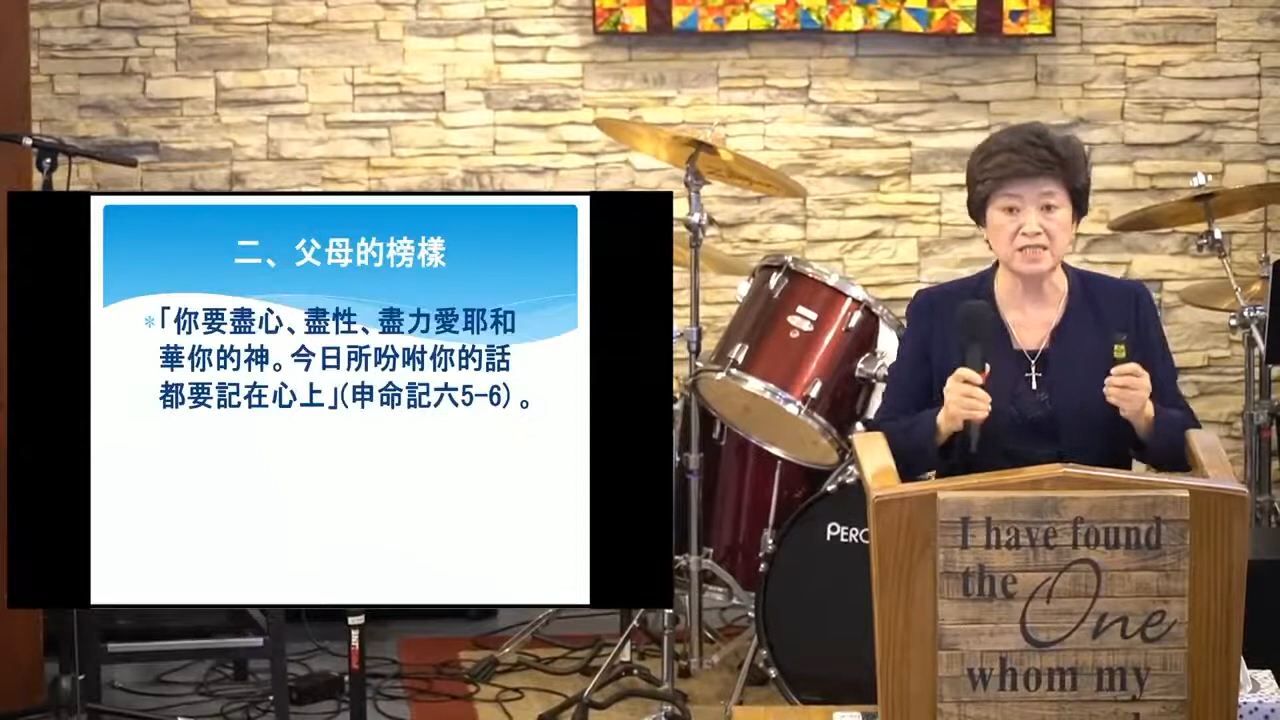 二、父母的榜樣
*「你要盡心、盡性、盡力愛耶和
華你的神。今日所吩咐你的話
都要記在心上」(申命記六5-6)。
PERC
I have found
the One
whom my